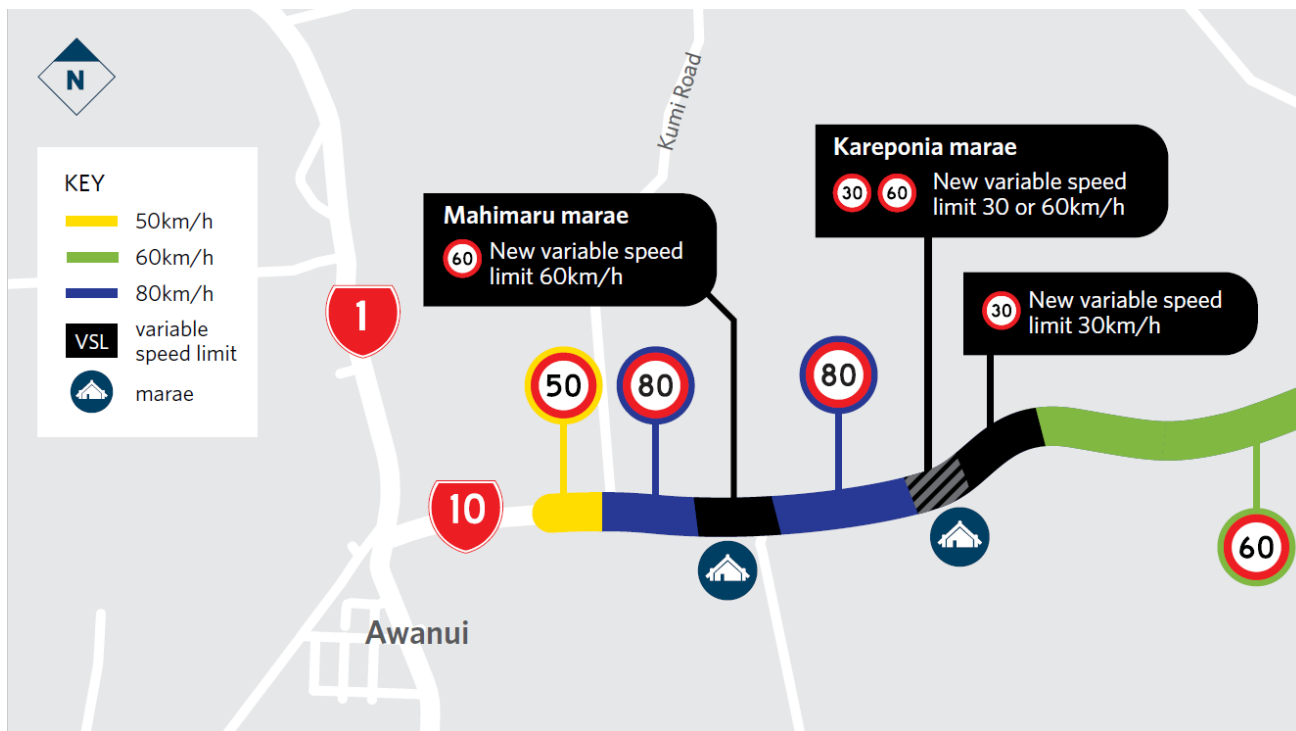 N
KEY
50km/h
60km/h
80km/h
VSL
variable
speed limit
marae
1
10
Awanui
Kumi Road
Mahimaru marae
60
New variable speed
limit 60km/h
Kareponia marae
30 60
New variable speed
limit 30 or 60km/h
30
New variable speed
limit 30km/h
50
80
80
60